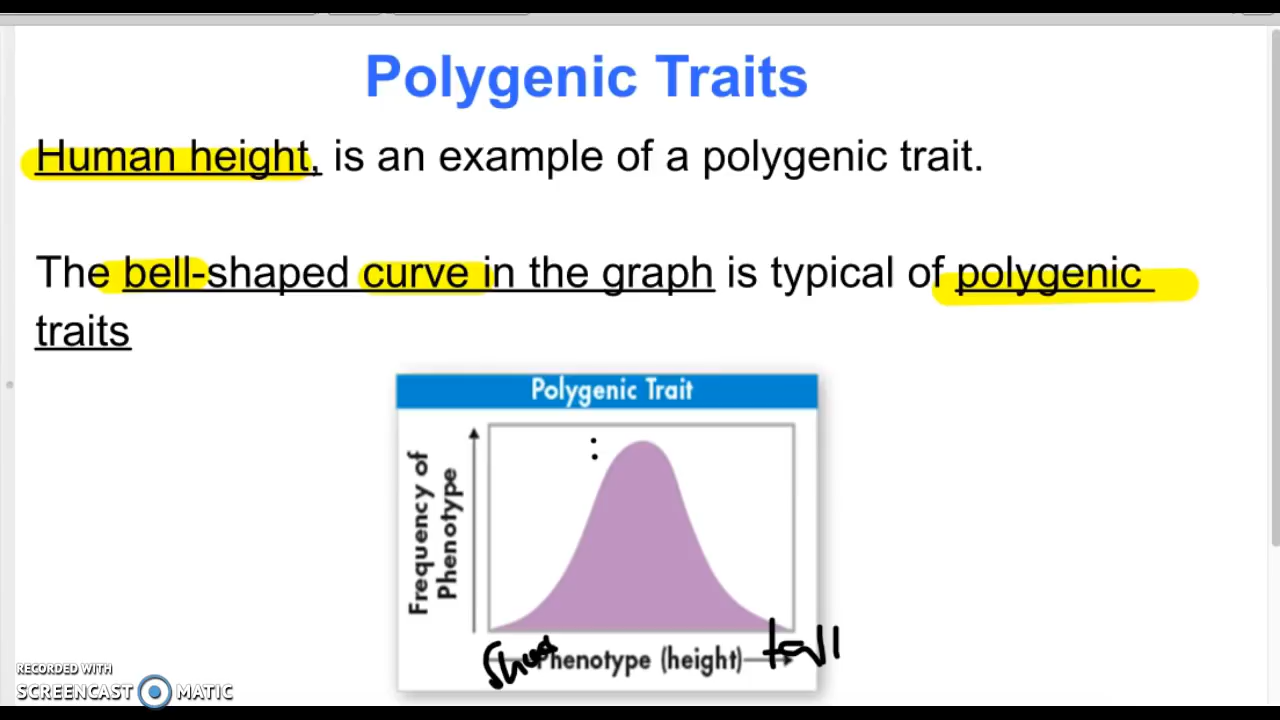 Polygenic Traits
Human height, is an example of a polygenic trait.
The bell-shaped curve in the graph is typical of polygenic
traits
Polygenic Trait
Frequency of
Phenotype
Short
Phenotype (height)
tall
RECORDED WITH
SCREENCAST MATIC